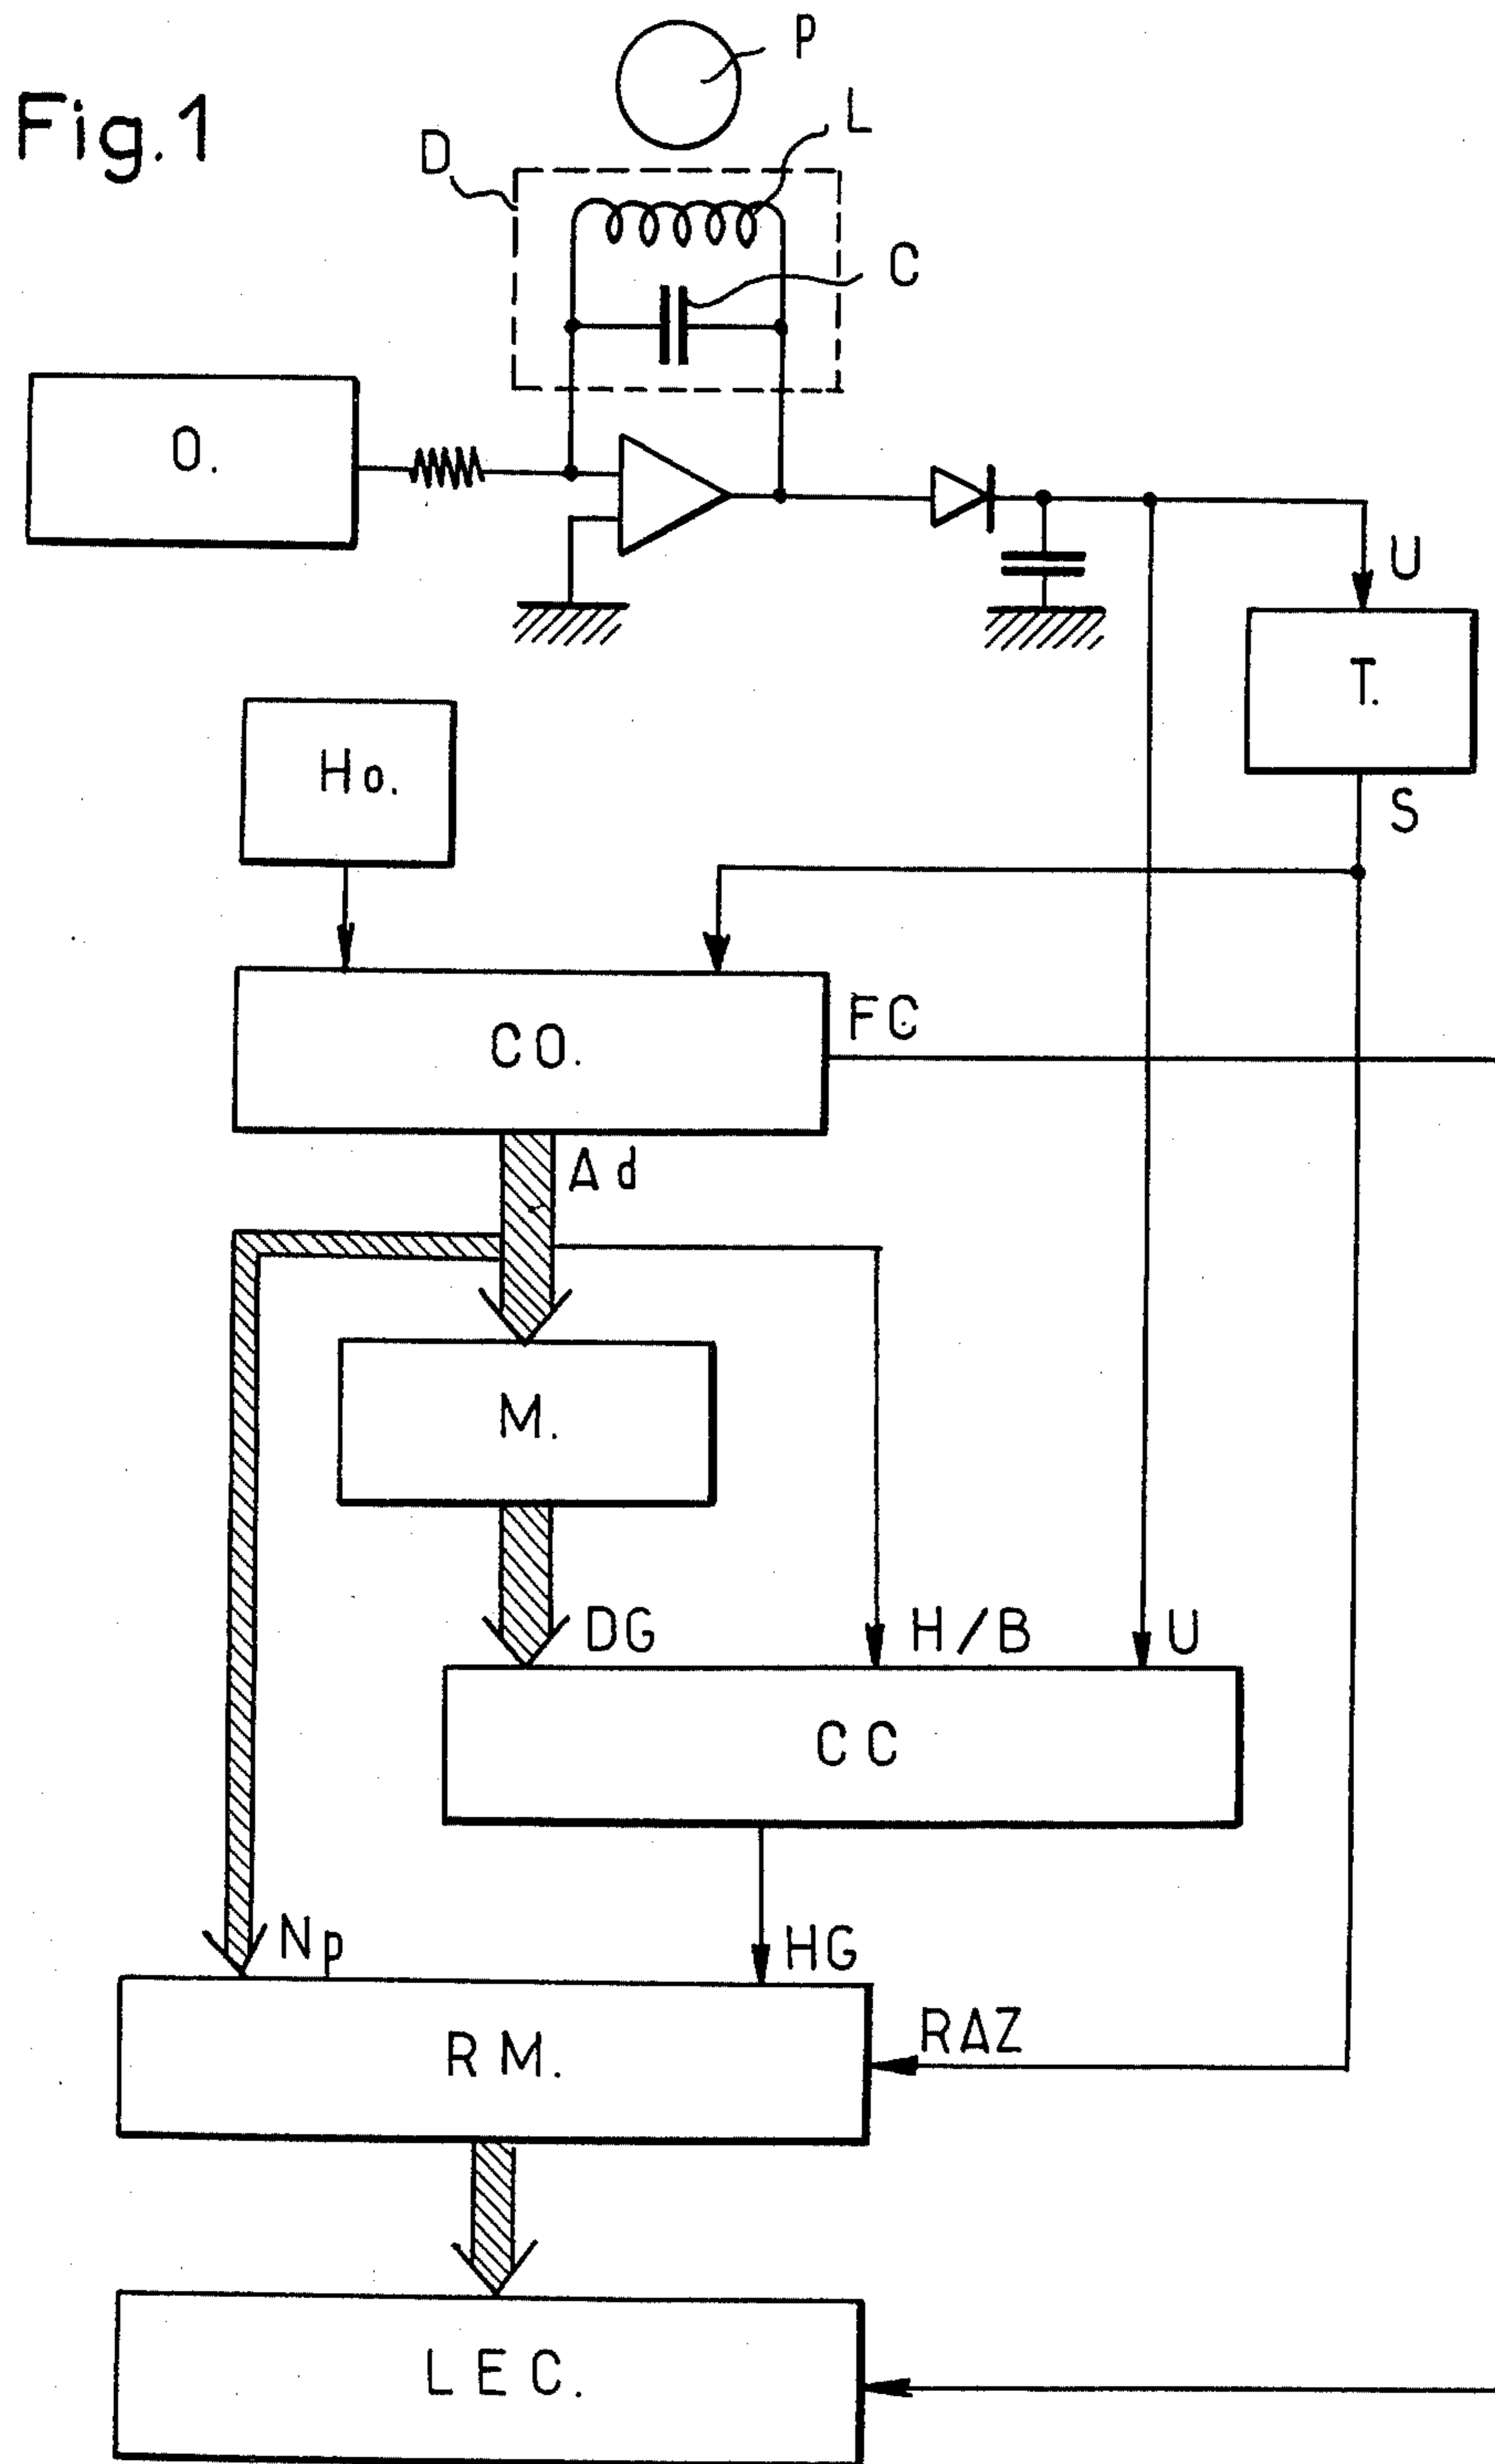 Fig.1
P
L
D
C
O.
U
T.
Ho.
S
FC
CO.
Ad
M.
DG
H/B
U
CC
Np
HG
RAZ
RM.
LEC.